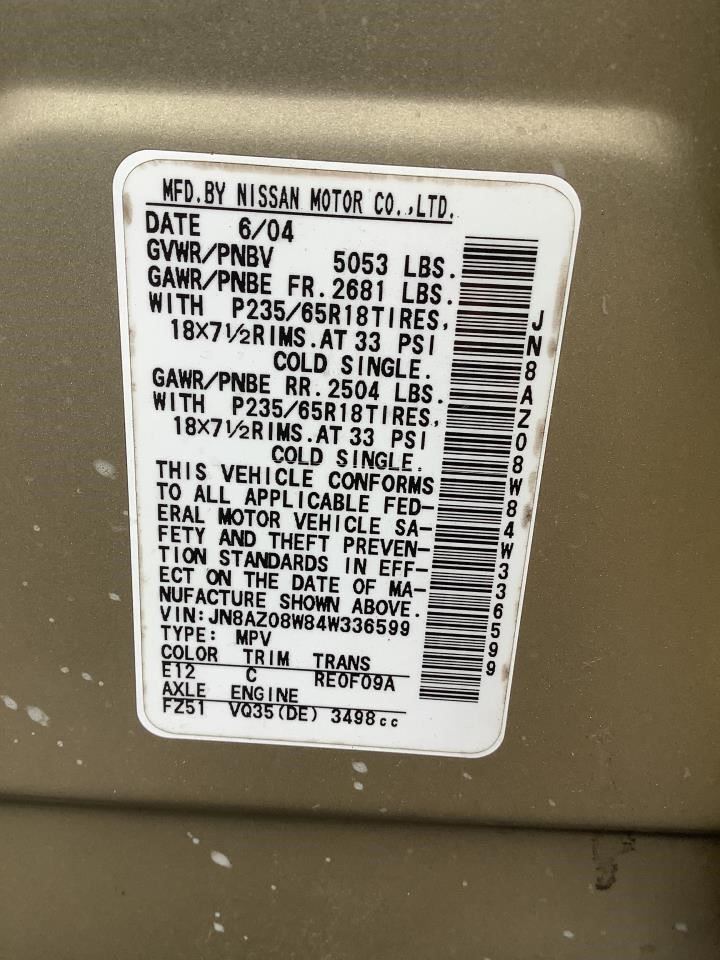 MFD.BY NISSAN MOTOR CO.,LTD.
DATE 6/04
GVWR/PNBV 5053 LBS.
GAWR/PNBE FR.2681 LBS.
WITH P235/65R18TIRES,
18X7½RIMS.AT 33 PSI
COLD SINGLE.
GAWR/PNBE RR.2504 LBS.
WITH P235/65R18TIRES,
18X7½RIMS.AT 33 PSI
COLD SINGLE.
THIS VEHICLE CONFORMS
TO ALL APPLICABLE FED-
ERAL MOTOR VEHICLE SA-
FETY AND THEFT PREVEN-
TION STANDARDS IN EFF-
ECT ON THE DATE OF MA-
NUFACTURE SHOWN ABOVE.
VIN:JN8AZ08W84W336599
TYPE: MPV
COLOR TRIM TRANS
E12 C RE0F09A
AXLE ENGINE
FZ51 VQ35(DE) 3498cc
JN8AZ08W84W336599